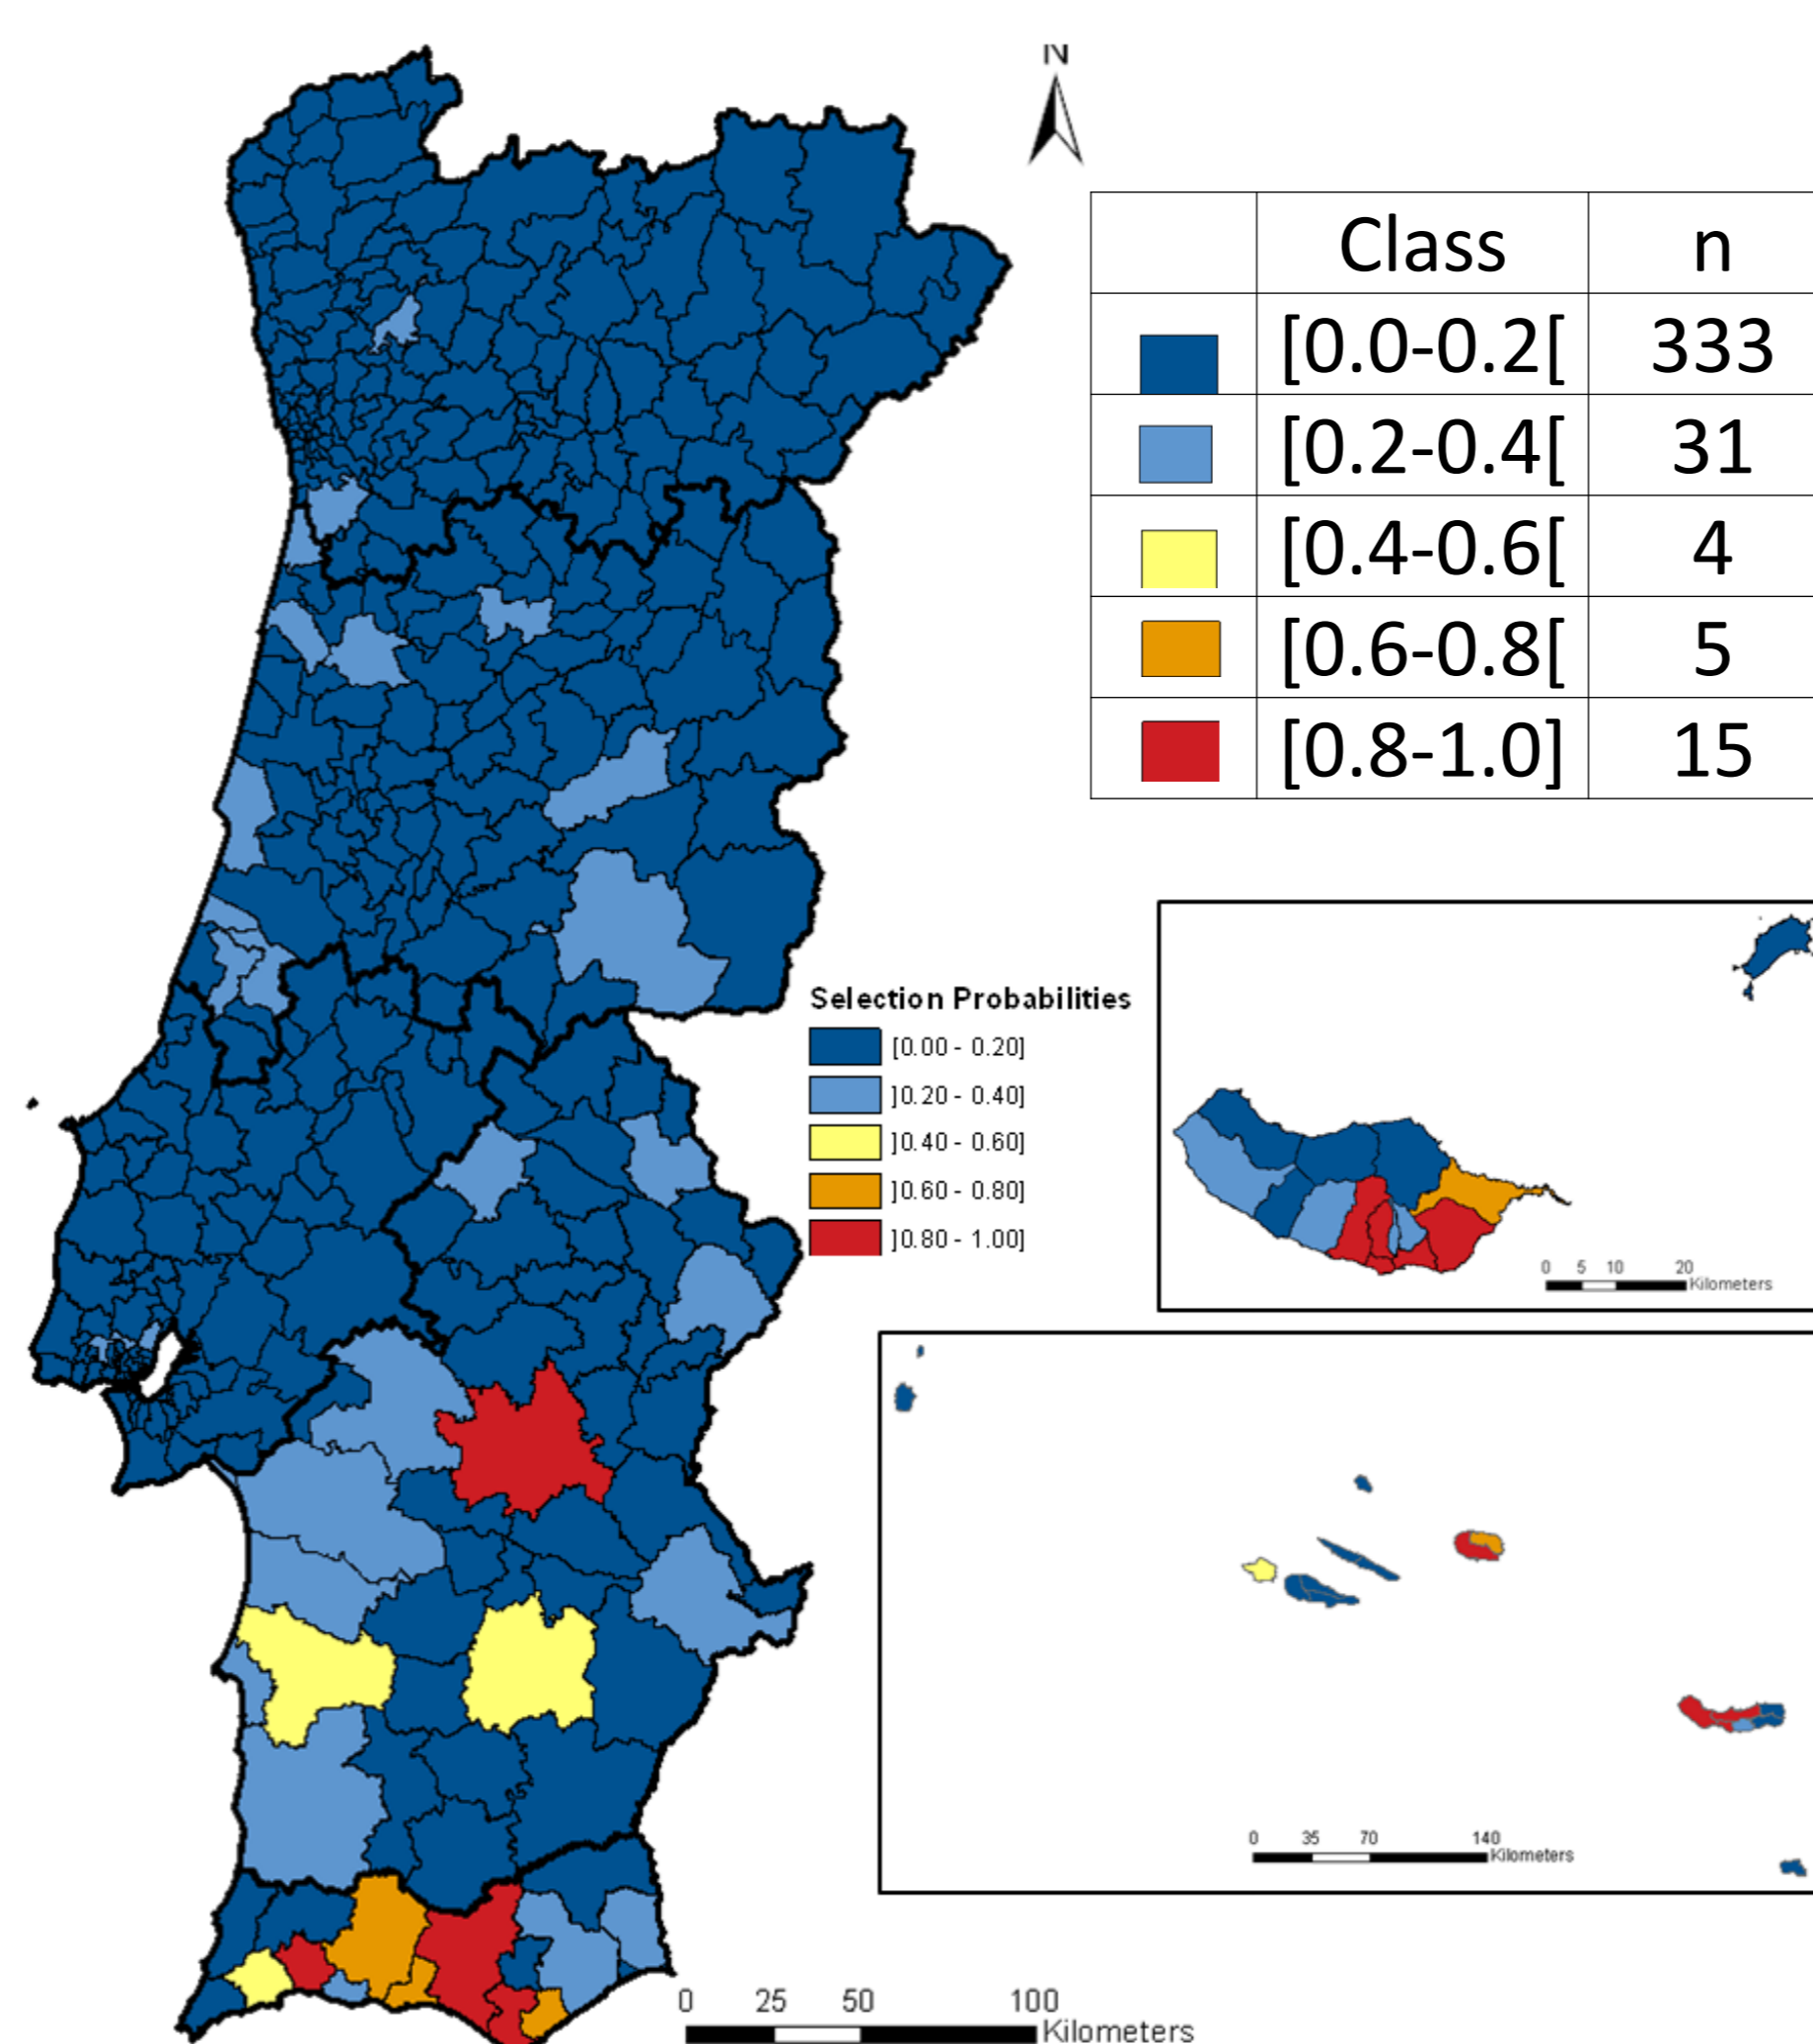 N
Class n
[0.0-0.2[ 333
[0.2-0.4[ 31
[0.4-0.6[ 4
[0.6-0.8[ 5
[0.8-1.0] 15
Selection Probabilities
[0.00 - 0.20]
]0.20 - 0.40]
]0.40 - 0.60]
]0.60 - 0.80]
]0.80 - 1.00]
0 5 10 20
Kilometers
0 35 70 140
Kilometers
0 25 50 100
Kilometers